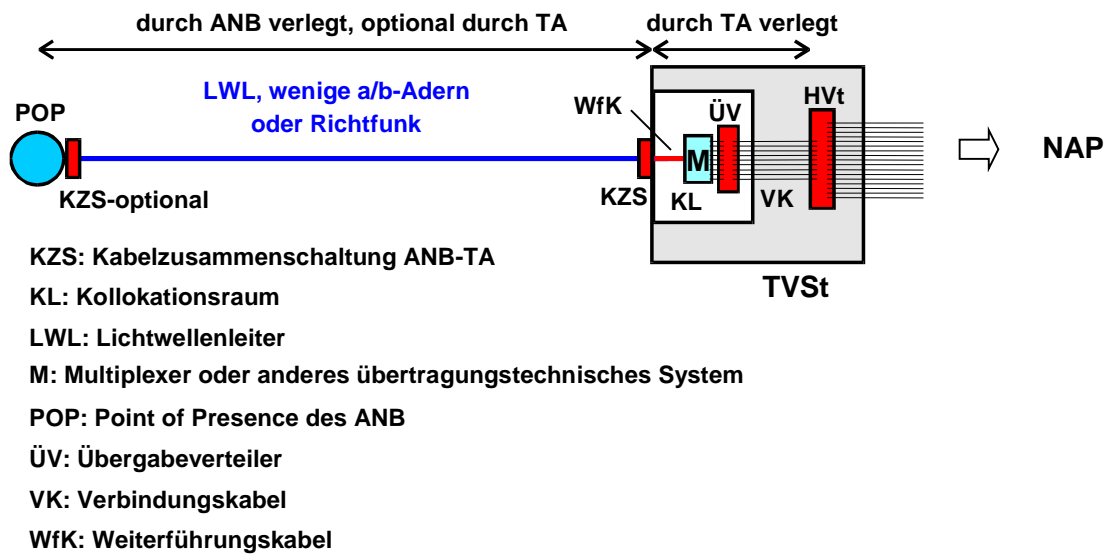 durch ANB verlegt, optional durch TA
durch TA verlegt
LWL, wenige a/b-Adern
oder Richtfunk
POP
WfK
ÜV
HVt
M
NAP
KZS-optional
KZS
KL
VK
TVSt
KZS: Kabelzusammenschaltung ANB-TA
KL: Kollokationsraum
LWL: Lichtwellenleiter
M: Multiplexer oder anderes übertragungstechnisches System
POP: Point of Presence des ANB
ÜV: Übergabeverteiler
VK: Verbindungskabel
WfK: Weiterführungskabel